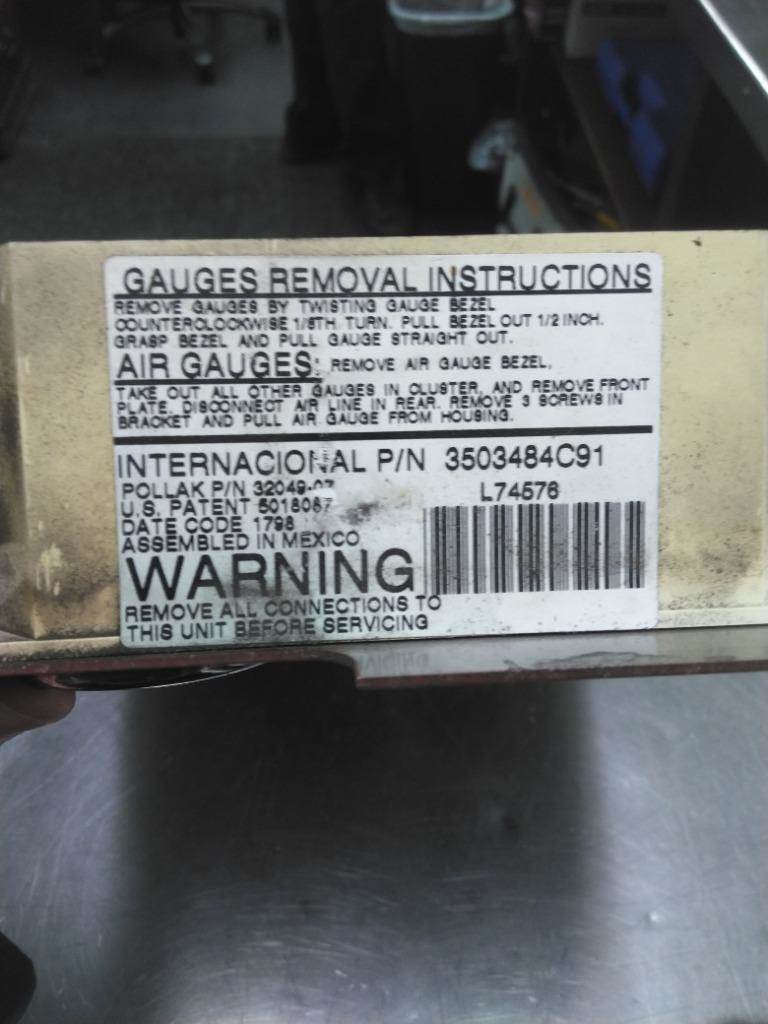 GAUGES REMOVAL INSTRUCTIONS
REMOVE GAUGES BY TWISTING GAUGE BEZEL
COUNTERCLOCKWISE 1/8TH TURN. PULL BEZEL OUT 1/2 INCH.
GRASP BEZEL AND PULL GAUGE STRAIGHT OUT.
AIR GAUGES: REMOVE AIR GAUGE BEZEL,
TAKE OUT ALL OTHER GAUGES IN CLUSTER, AND REMOVE FRONT
PLATE. DISCONNECT AIR LINE IN REAR. REMOVE 3 SCREWS IN
BRACKET AND PULL AIR GAUGE FROM HOUSING.
INTERNACIONAL P/N 3503484C91
POLLAK P/N 32049-07 L74576
U.S. PATENT 5018087
DATE CODE 1798
ASSEMBLED IN MEXICO
WARNING
REMOVE ALL CONNECTIONS TO
THIS UNIT BEFORE SERVICING